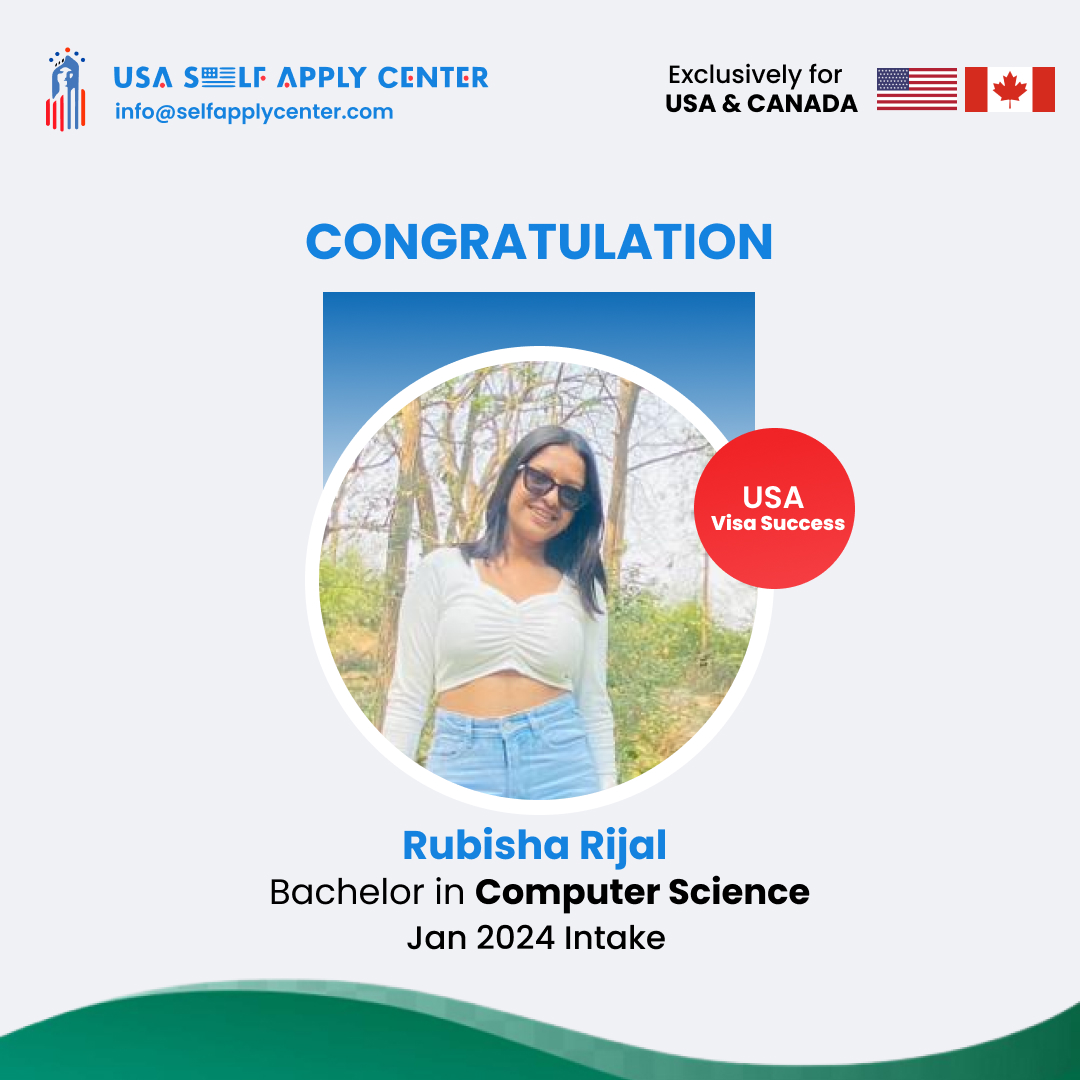 USA SELF APPLY CENTER
info@selfapplycenter.com
Exclusively for
USA & CANADA
CONGRATULATION
USA
Visa Success
Rubisha Rijal
Bachelor in Computer Science
Jan 2024 Intake